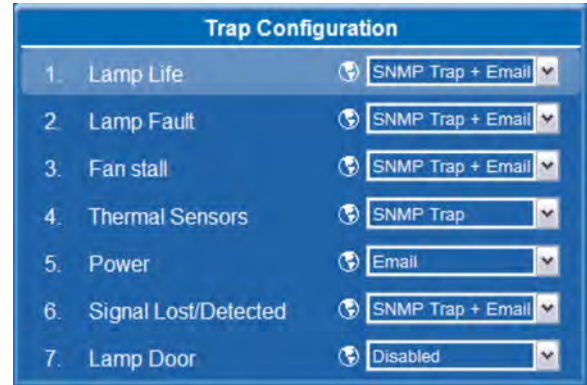 Trap Configuration
1. Lamp Life SNMP Trap + Email
2. Lamp Fault SNMP Trap + Email
3. Fan stall SNMP Trap + Email
4. Thermal Sensors SNMP Trap
5. Power Email
6. Signal Lost/Detected SNMP Trap + Email
7. Lamp Door Disabled